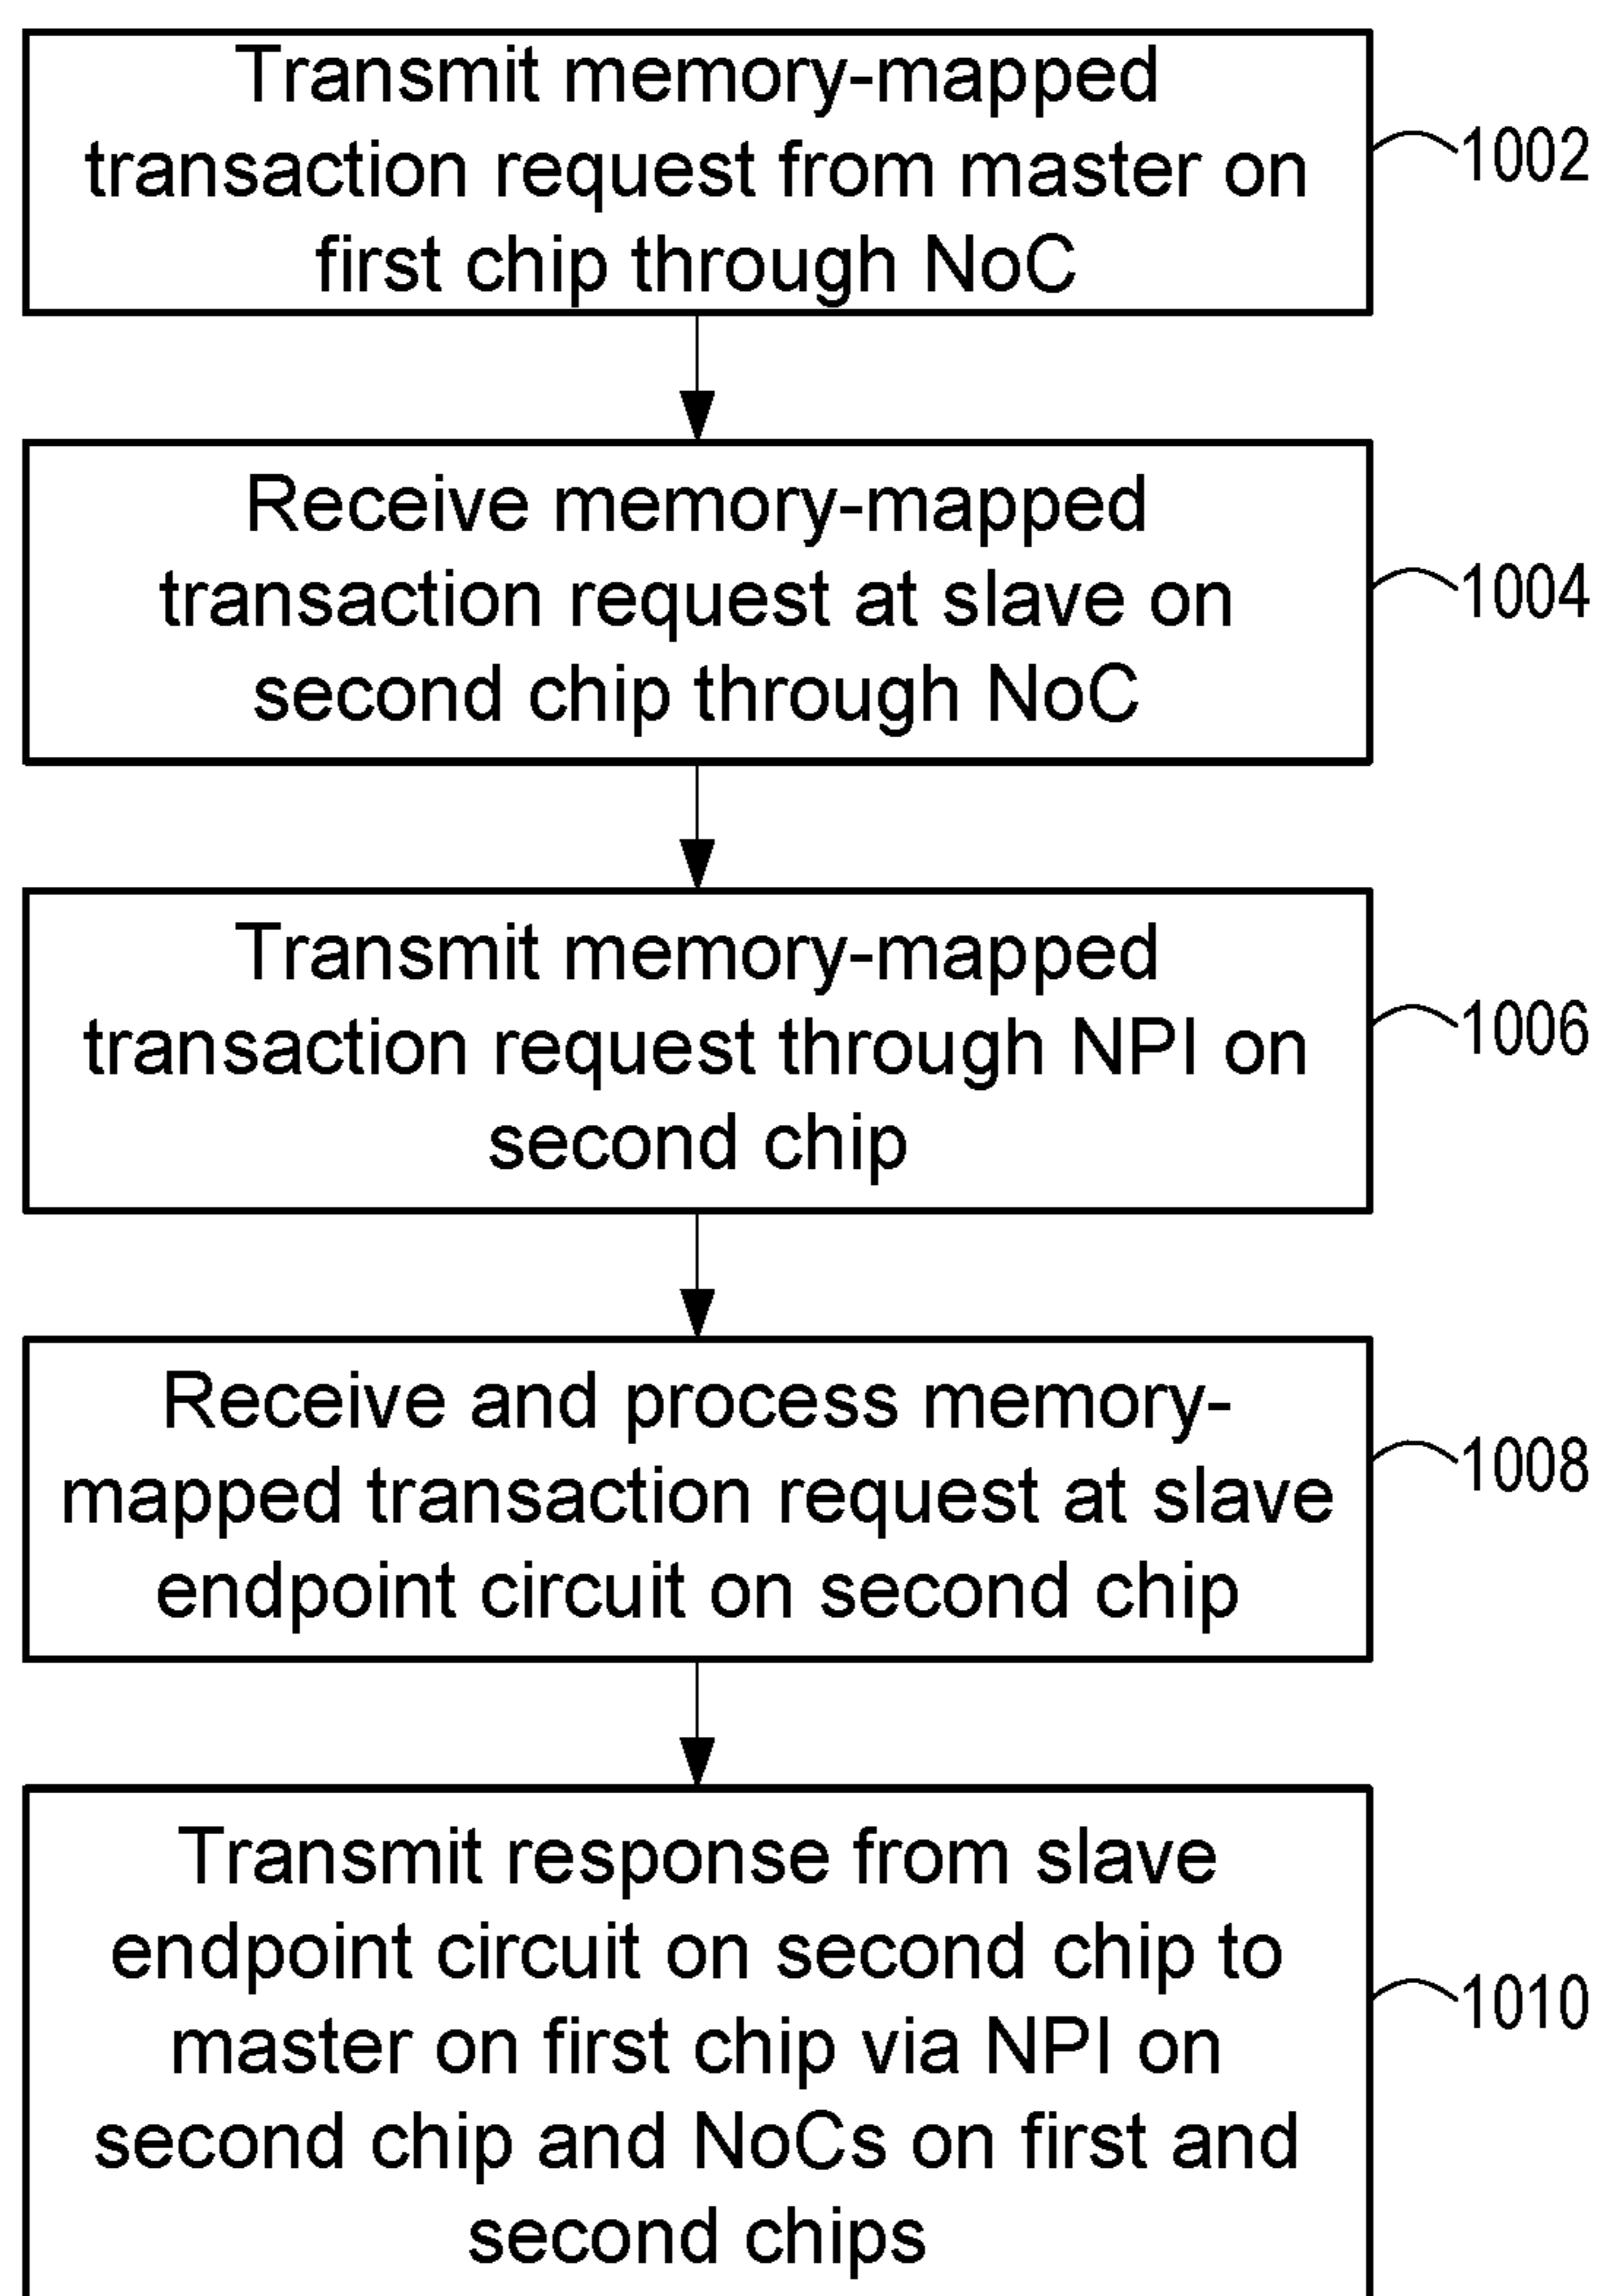 Transmit memory-mapped
transaction request from master on
first chip through NoC
1002
Receive memory-mapped
transaction request at slave on
second chip through NoC
1004
Transmit memory-mapped
transaction request through NPI on
second chip
1006
Receive and process memory-
mapped transaction request at slave
endpoint circuit on second chip
1008
Transmit response from slave
endpoint circuit on second chip to
master on first chip via NPI on
second chip and NoCs on first and
second chips
1010